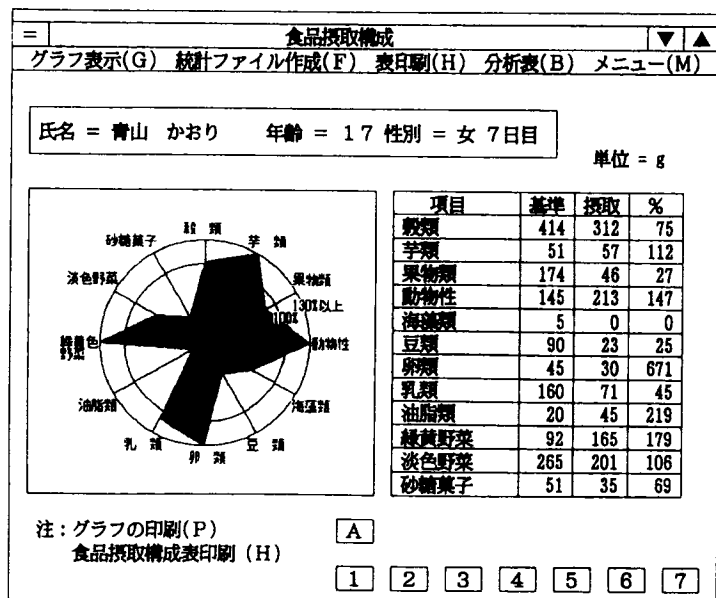 = 食品摂取構成 ▼ ▲
グラフ表示(G) 統計ファイル作成(F)表印刷(H) 分析表(B) メニュー(M)
氏名 = 青山 かおり 年齢 = 17 性別 = 女 7日目
単位 = g
穀 類
芋 類
果物類
130%以上
100%
動物性
海藻類
豆 類
卵 類
乳 類
油脂類
緑黄色
野菜
淡色野菜
砂糖菓子
項目 基準 摂取 %
穀類 414 312 75
芋類 51 57 112
果物類 174 46 27
動物性 145 213 147
海藻類 5 0 0
豆類 90 23 25
卵類 45 30 671
乳類 160 71 45
油脂類 20 45 219
緑黄野菜 92 165 179
淡色野菜 265 201 106
砂糖菓子 51 35 69
注：グラフの印刷(P)
食品摂取構成表印刷 (H)
A
1 2 3 4 5 6 7